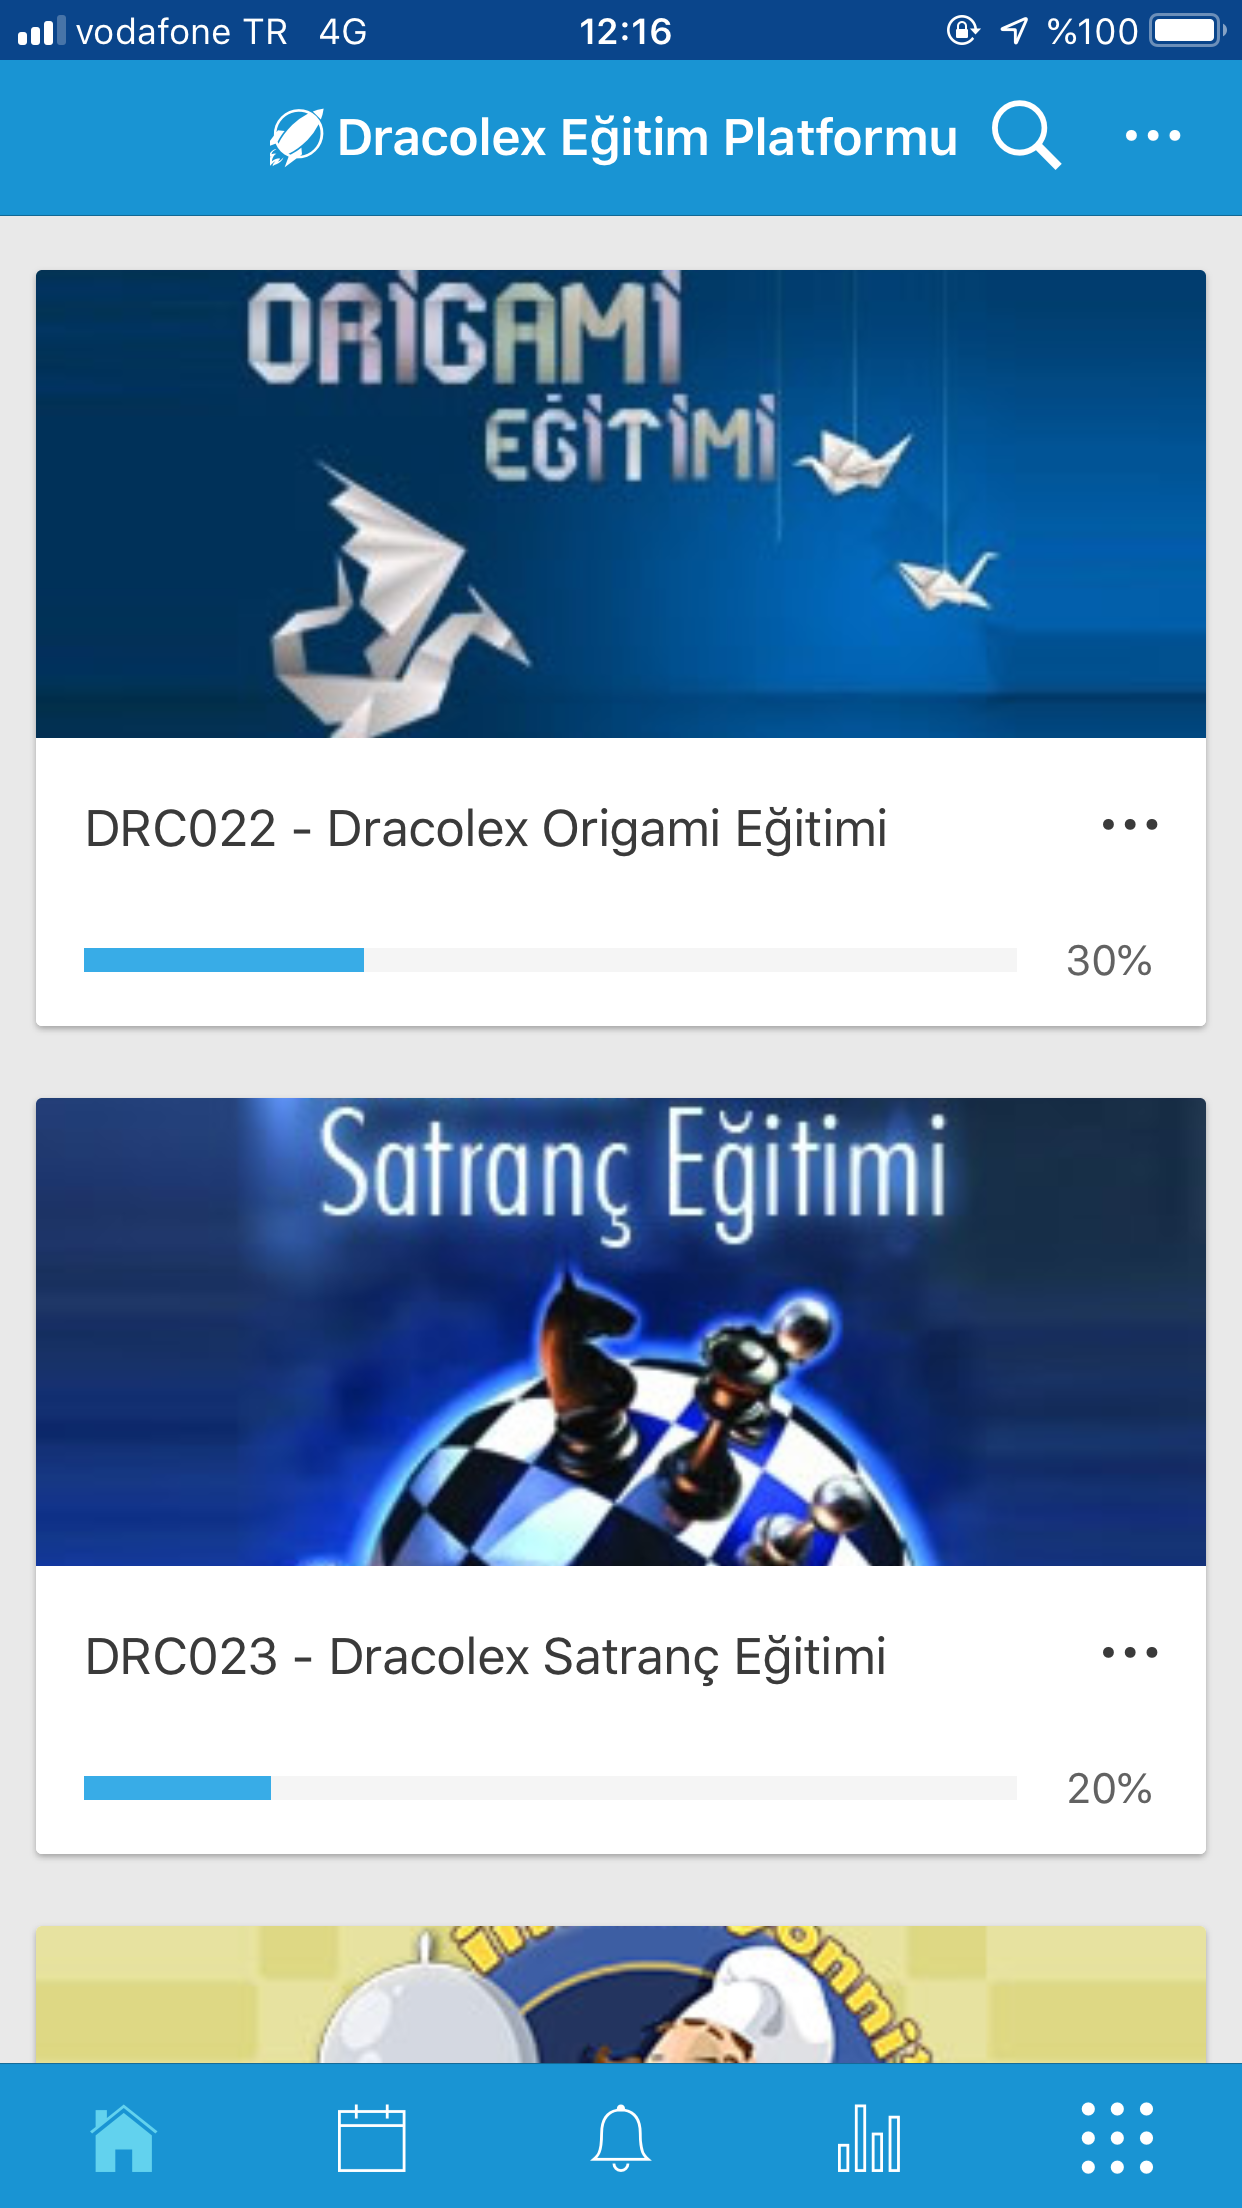 vodafone TR 4G 12:16 %100
Dracolex Eğitim Platformu
ORİGAMİ
EĞİTİMİ
DRC022 - Dracolex Origami Eğitimi
30%
Satranç Eğitimi
DRC023 - Dracolex Satranç Eğitimi
20%